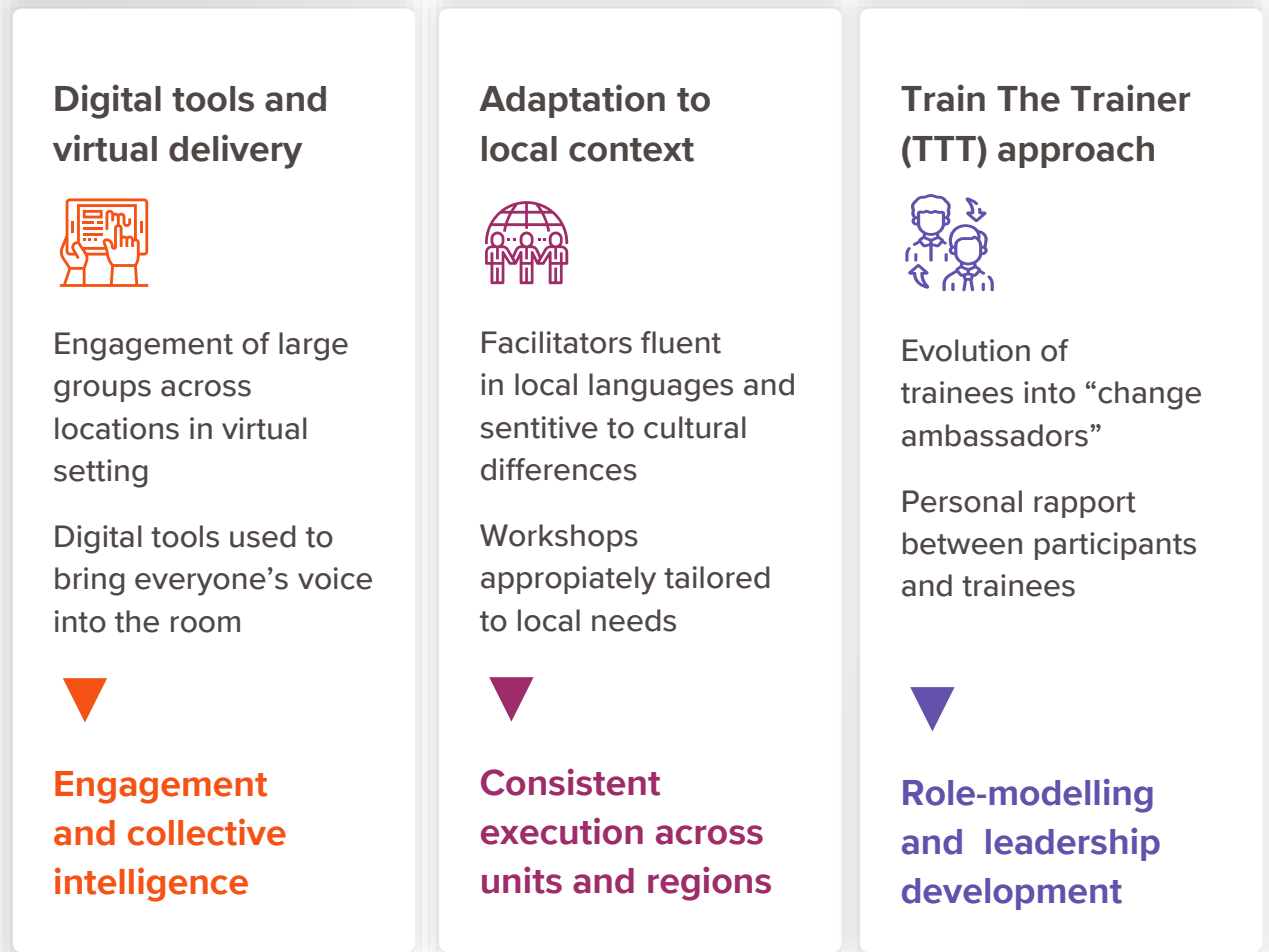 Digital tools and
virtual delivery
Engagement of large
groups across
locations in virtual
setting
Digital tools used to
bring everyone’s voice
into the room
Engagement
and collective
intelligence
Adaptation to
local context
Facilitators fluent
in local languages and
sentitive to cultural
differences
Workshops
appropiately tailored
to local needs
Consistent
execution across
units and regions
Train The Trainer
(TTT) approach
Evolution of
trainees into “change
ambassadors”
Personal rapport
between participants
and trainees
Role-modelling
and leadership
development